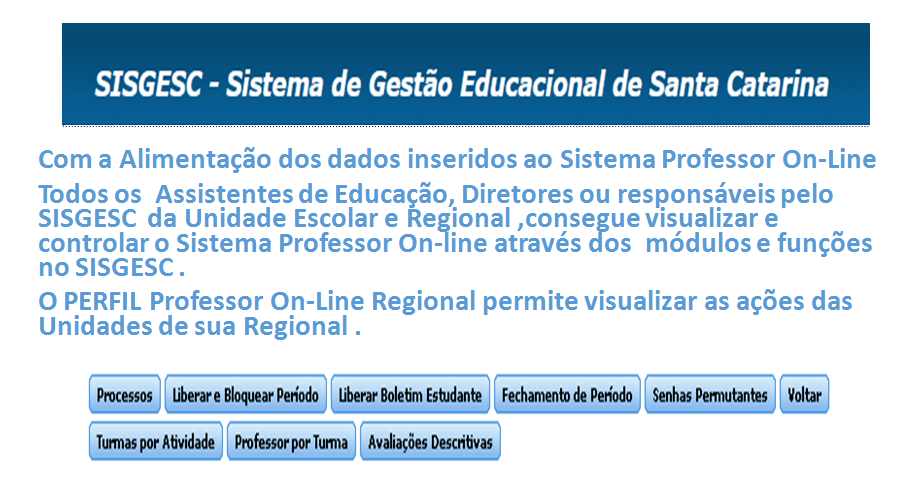 SISGESC - Sistema de Gestão Educacional de Santa Catarina
Com a Alimentação dos dados inseridos ao Sistema Professor On-Line
Todos os Assistentes de Educação, Diretores ou responsáveis pelo
SISGESC da Unidade Escolar e Regional ,consegue visualizar e
controlar o Sistema Professor On-line através dos módulos e funções
no SISGESC .
O PERFIL Professor On-Line Regional permite visualizar as ações das
Unidades de sua Regional .
Processos Liberar e Bloquear Período Liberar Boletim Estudante Fechamento de Período Senhas Permutantes Voltar
Turmas por Atividade Professor por Turma Avaliações Descritivas